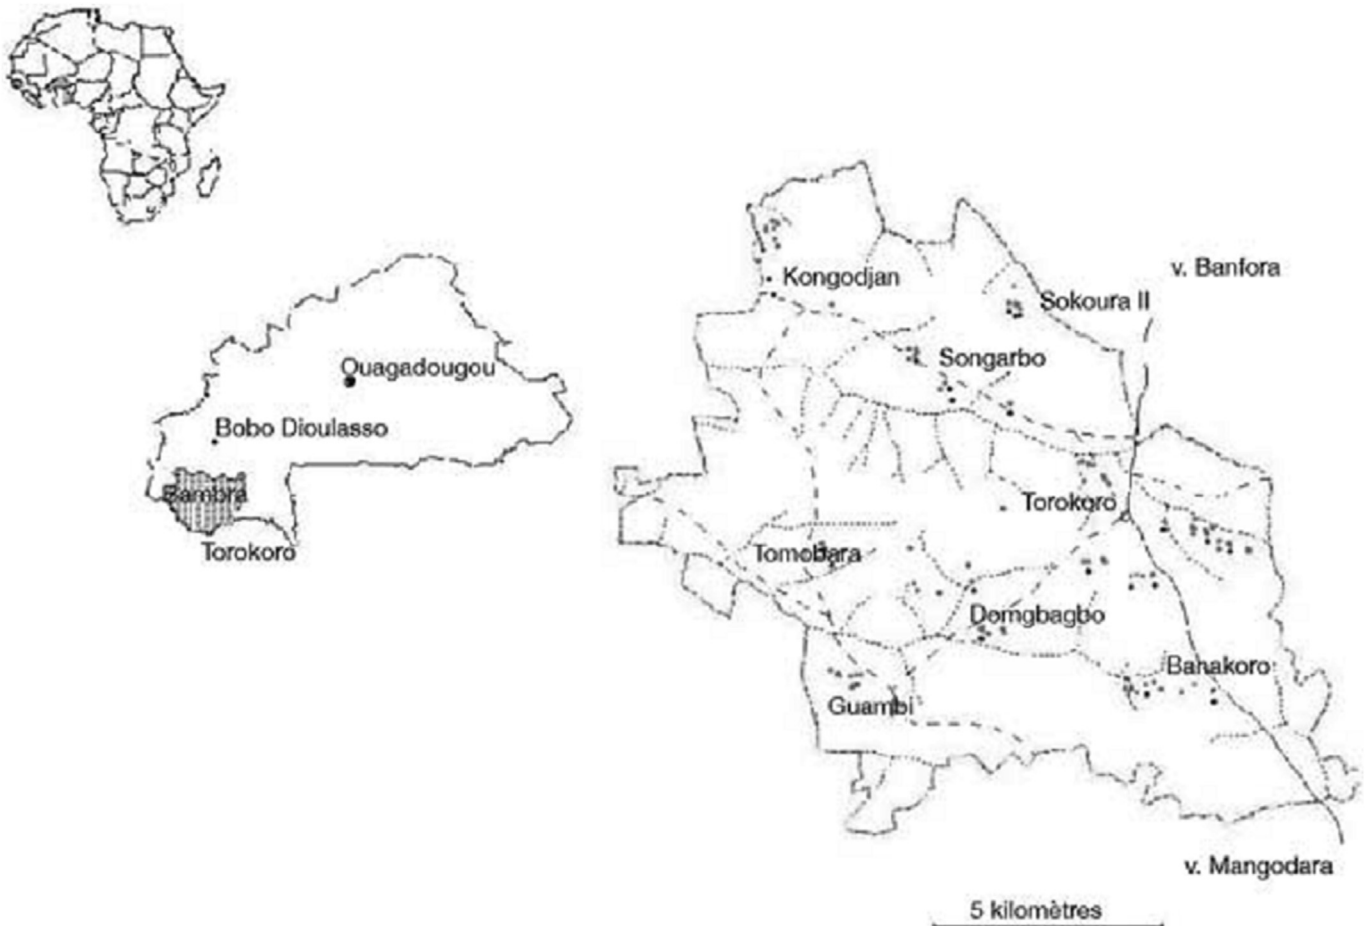 Ouagadougou
Bobo Dioulasso
Bambra
Torokoro
v. Banfora
Kongodjan
Sokoura II
Songarbo
Torokoro
Tomobara
Domgbagbo
Banakoro
Guambi
v. Mangodara
5 kilomètres